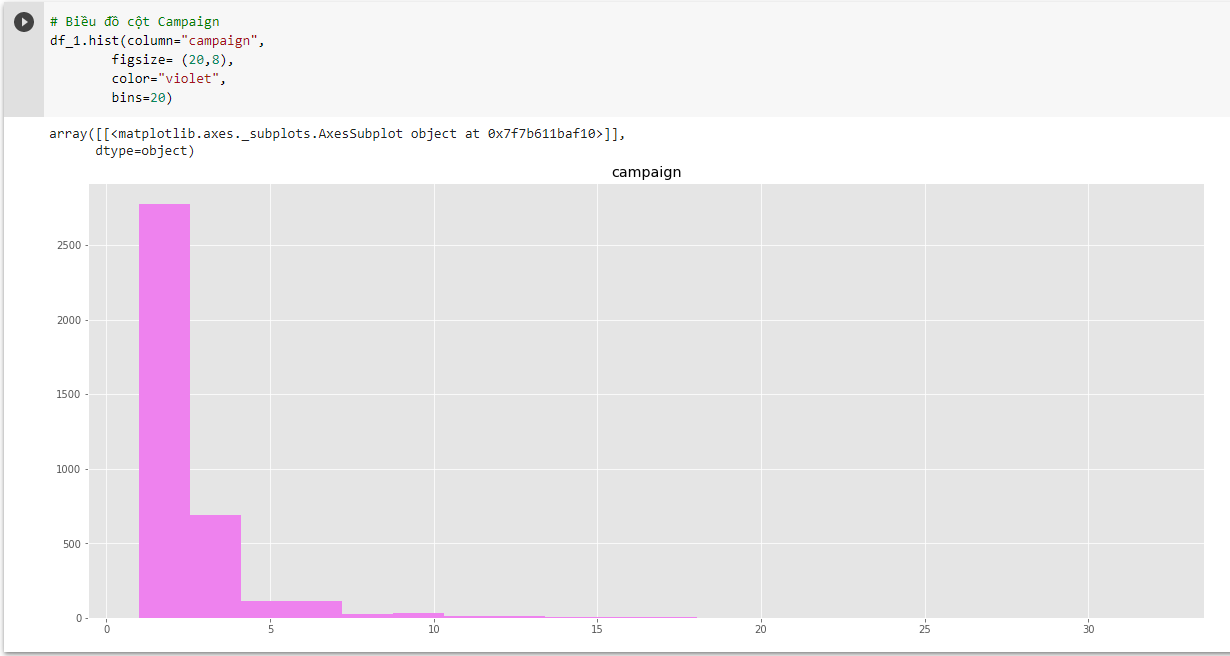 # Biểu đồ cột Campaign
df_1.hist(column="campaign",
figsize= (20,8),
color="violet",
bins=20)
array([[<matplotlib.axes._subplots.AxesSubplot object at 0x7f7b611baf10>]],
dtype=object)
campaign
2500
2000
1500
1000
500
0
0 5 10 15 20 25 30